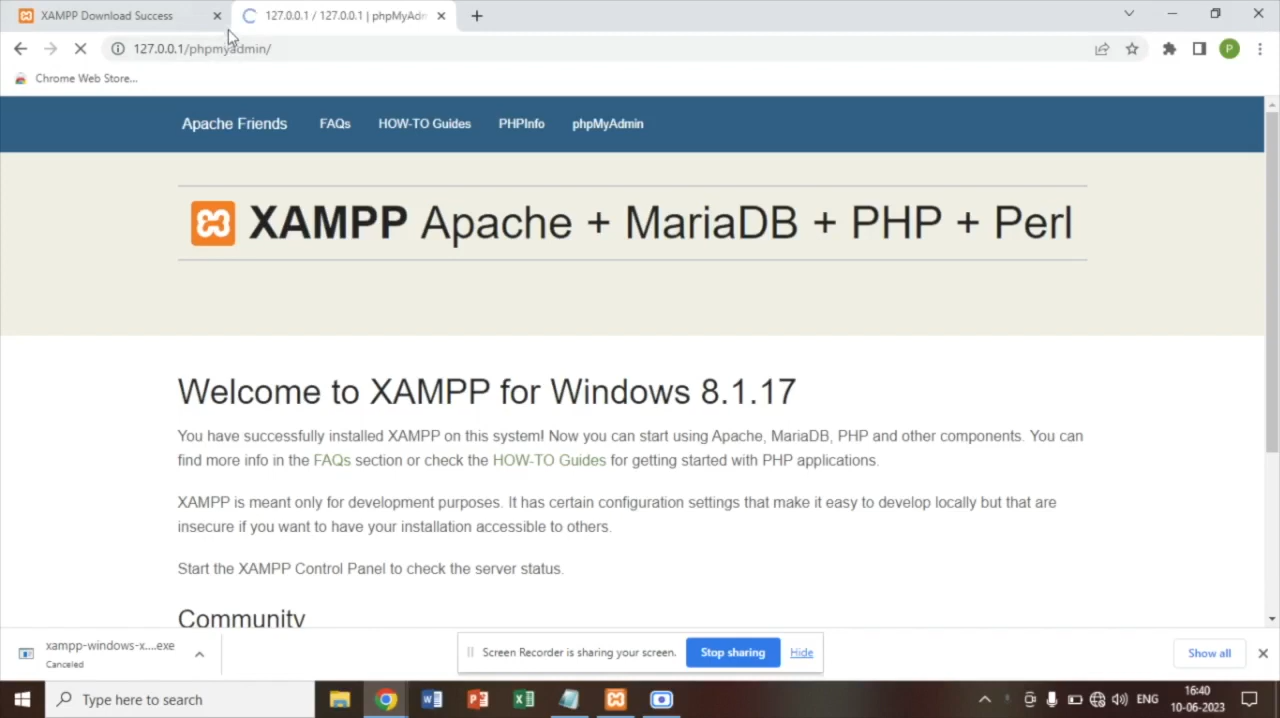 XAMPP Download Success
127.0.0.1 / 127.0.0.1 | phpMyAdm
127.0.0.1/phpmyadmin/
P
Chrome Web Store...
Apache Friends FAQs HOW-TO Guides PHPInfo phpMyAdmin
XAMPP Apache + MariaDB + PHP + Perl
Welcome to XAMPP for Windows 8.1.17
You have successfully installed XAMPP on this system! Now you can start using Apache, MariaDB, PHP and other components. You can
find more info in the FAQs section or check the HOW-TO Guides for getting started with PHP applications.
XAMPP is meant only for development purposes. It has certain configuration settings that make it easy to develop locally but that are
insecure if you want to have your installation accessible to others.
Start the XAMPP Control Panel to check the server status.
Community
xampp-windows-x....exe
Canceled
Screen Recorder is sharing your screen. Stop sharing Hide
Show all
Type here to search
ENG
16:40
10-06-2023